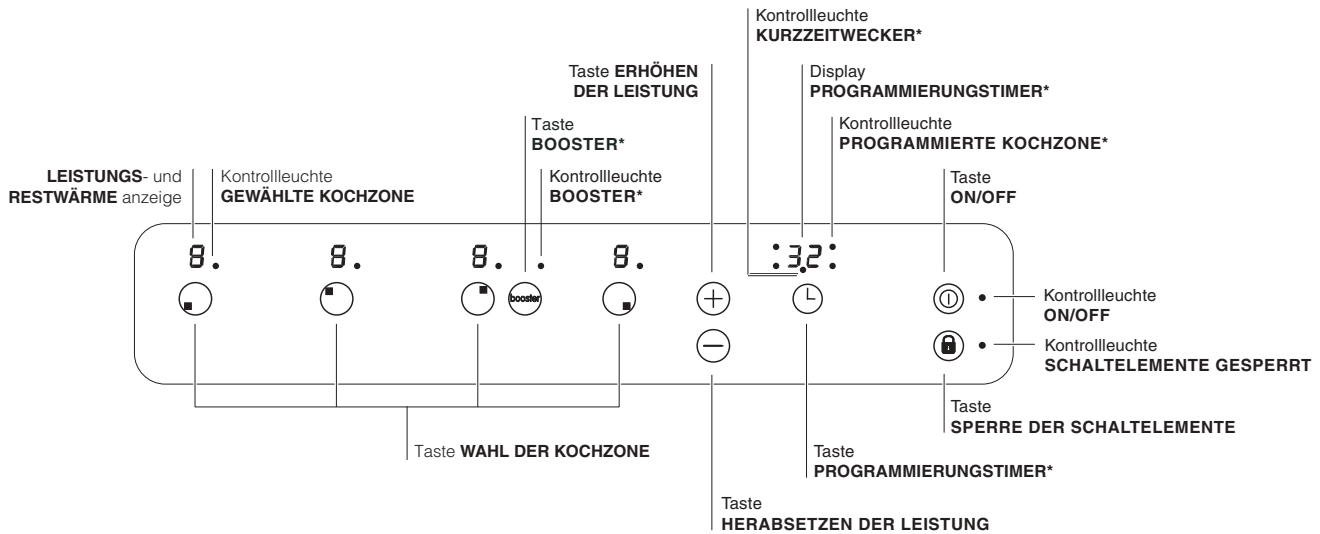 Kontrollleuchte
KURZZEITWECKER*
Taste ERHÖHEN
DER LEISTUNG
Display
PROGRAMMIERUNGSTIMER*
Taste
BOOSTER*
Kontrollleuchte
PROGRAMMIERTE KOCHZONE*
LEISTUNGS- und
RESTWÄRME anzeige
Kontrollleuchte
GEWÄHLTE KOCHZONE
Kontrollleuchte
BOOSTER*
Taste
ON/OFF
8. 8. 8. . 8. :32:
booster
Kontrollleuchte
ON/OFF
Kontrollleuchte
SCHALTELEMENTE GESPERRT
Taste
SPERRE DER SCHALTELEMENTE
Taste WAHL DER KOCHZONE
Taste
PROGRAMMIERUNGSTIMER*
Taste
HERABSETZEN DER LEISTUNG